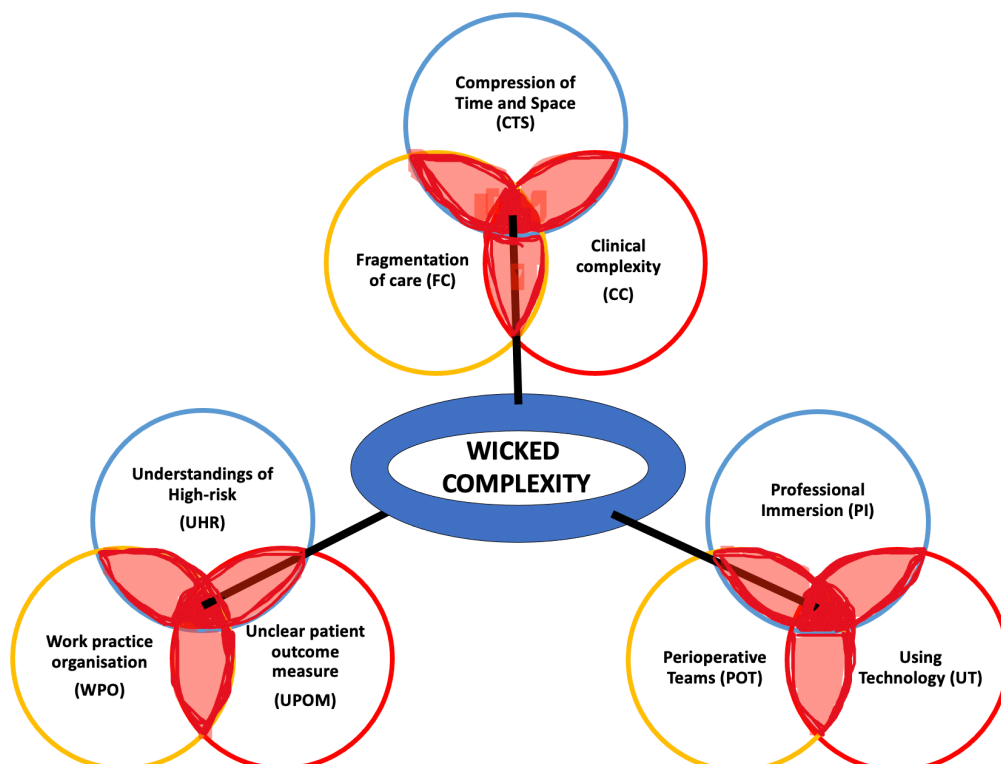 Compression of
Time and Space
(CTS)
Fragmentation
of care (FC)
Clinical
complexity
(CC)
WICKED
COMPLEXITY
Understandings of
High-risk
(UHR)
Work practice
organisation
(WPO)
Unclear patient
outcome
measure
(UPOM)
Professional
Immersion (PI)
Perioperative
Teams (POT)
Using
Technology (UT)